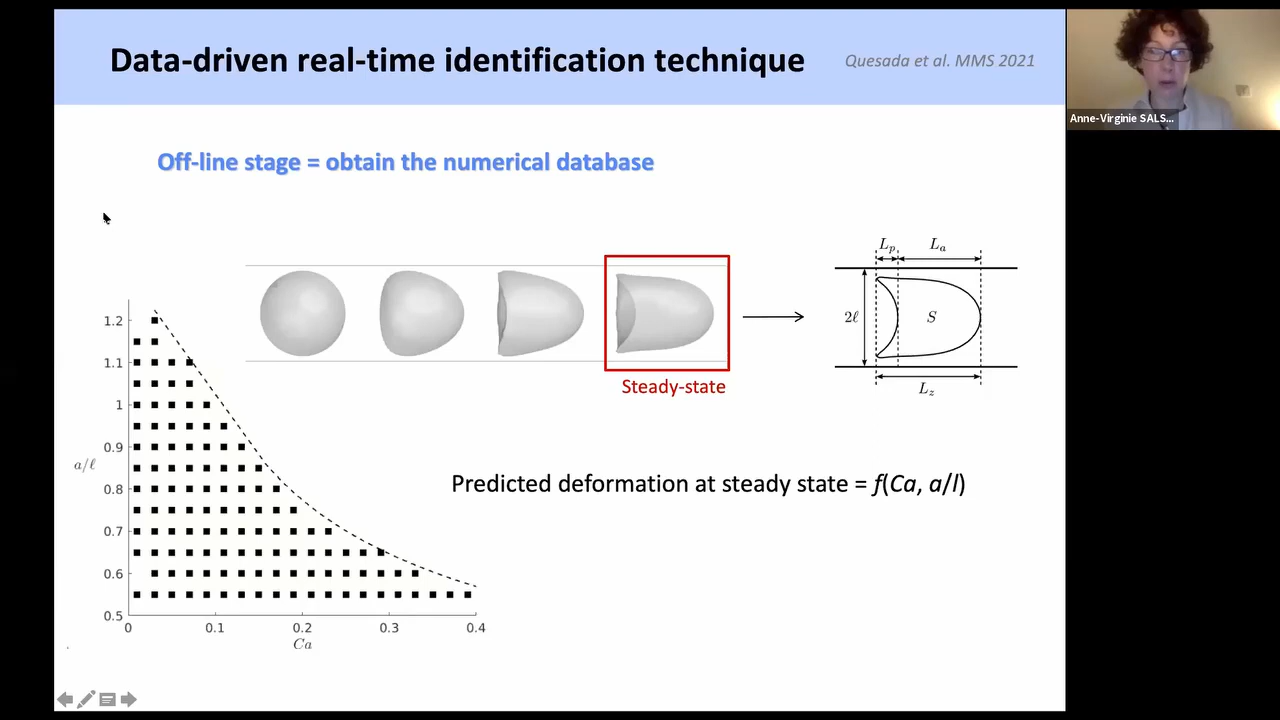 Data-driven real-time identification technique
Quesada et al. MMS 2021
Anne-Virginie SALS...
Off-line stage = obtain the numerical database
Lp
La
2ℓ
S
Lz
Steady-state
Predicted deformation at steady state = f(Ca, a/l)
1.2
1.1
1
0.9
a/ℓ
0.8
0.7
0.6
0.5
0 0.1 0.2 0.3 0.4
Ca